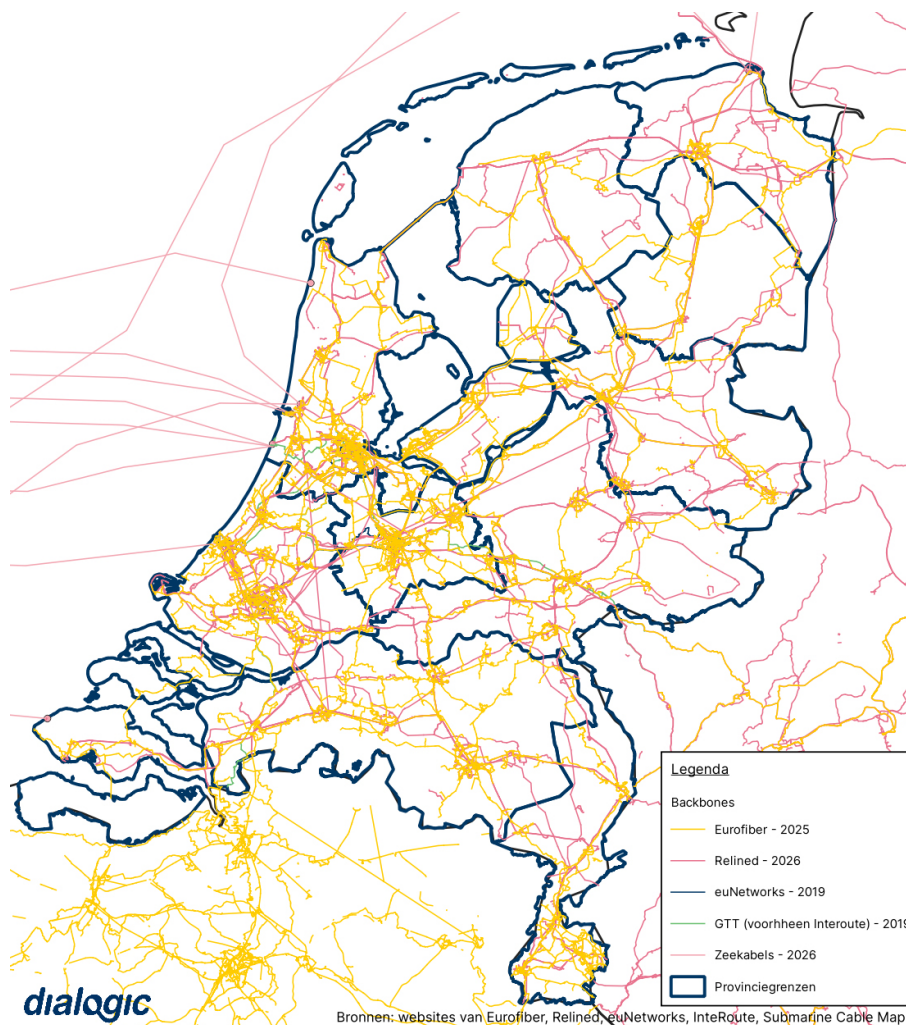 Legenda
Backbones
Eurofiber - 2025
Relined - 2026
euNetworks - 2019
GTT (voorhheen Interoute) - 2019
Zeekabels - 2026
Provinciegrenzen
dialogic
Bronnen: websites van Eurofiber, Relined, euNetworks, InteRoute, Submarine Cable Map